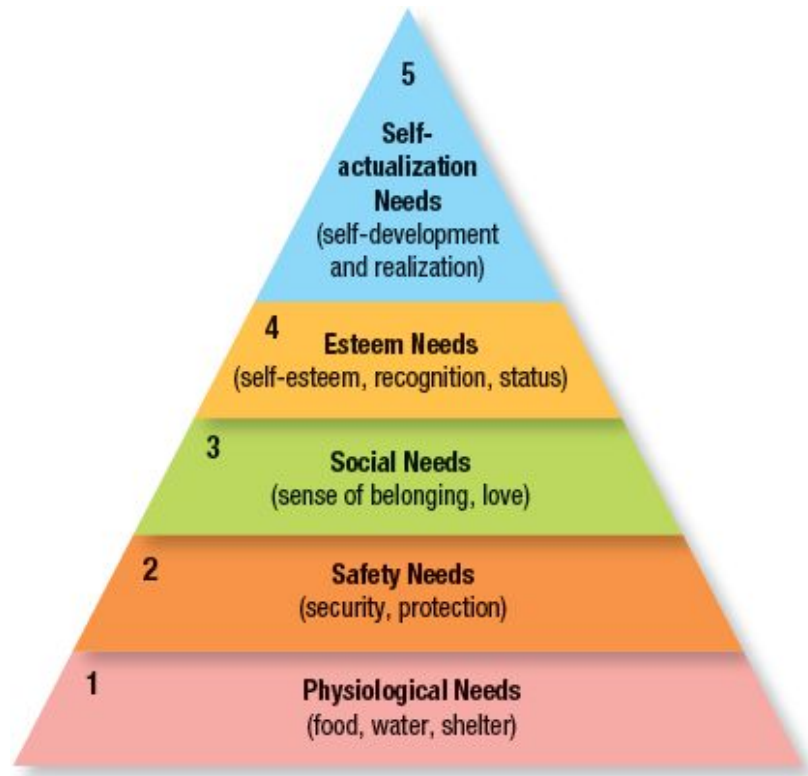 5
Self-
actualization
Needs
(self-development
and realization)
4
Esteem Needs
(self-esteem, recognition, status)
3
Social Needs
(sense of belonging, love)
2
Safety Needs
(security, protection)
1
Physiological Needs
(food, water, shelter)